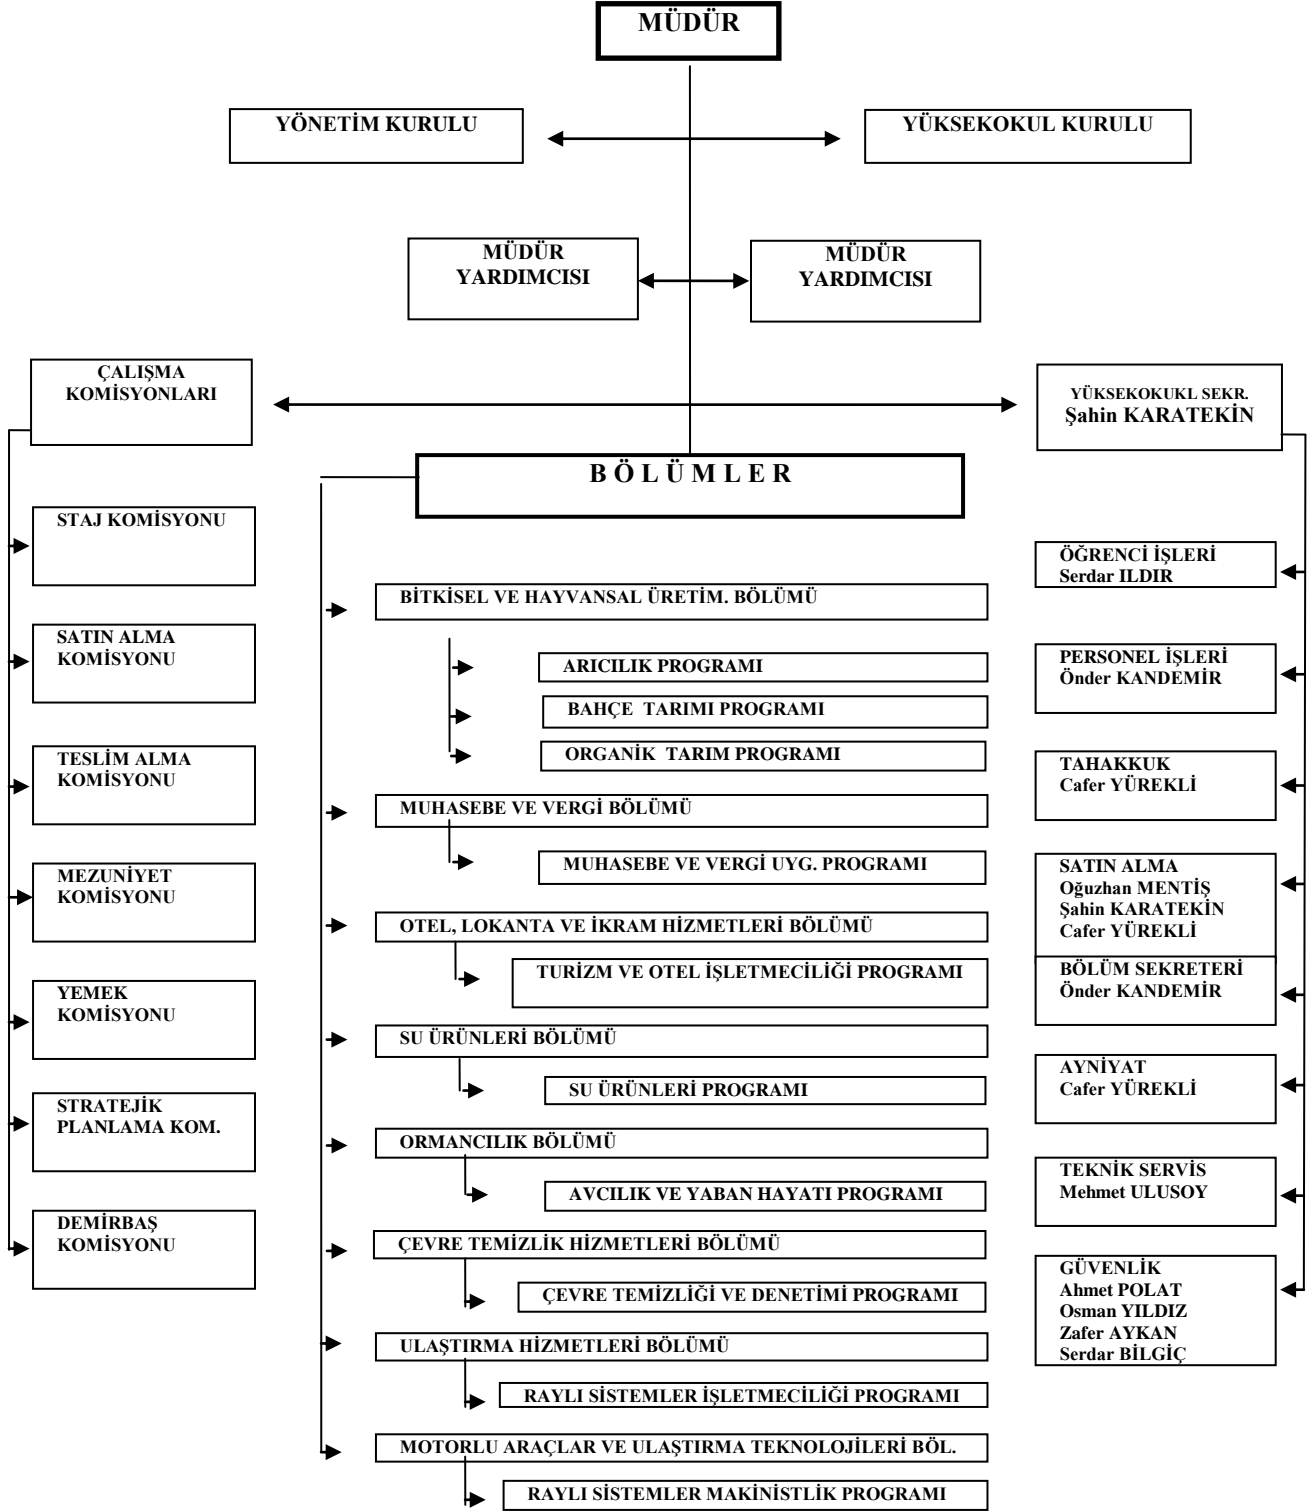 MÜDÜR
YÖNETİM KURULU
YÜKSEKOKUL KURULU
MÜDÜR
YARDIMCISI
MÜDÜR
YARDIMCISI
ÇALIŞMA
KOMİSYONLARI
YÜKSEKOKUKL SEKR.
Şahin KARATEKİN
B Ö L Ü M L E R
STAJ KOMİSYONU
SATIN ALMA
KOMİSYONU
TESLİM ALMA
KOMİSYONU
MEZUNİYET
KOMİSYONU
YEMEK
KOMİSYONU
STRATEJİK
PLANLAMA KOM.
DEMİRBAŞ
KOMİSYONU
BİTKİSEL VE HAYVANSAL ÜRETİM. BÖLÜMÜ
ARICILIK PROGRAMI
BAHÇE TARIMI PROGRAMI
ORGANİK TARIM PROGRAMI
MUHASEBE VE VERGİ BÖLÜMÜ
MUHASEBE VE VERGİ UYG. PROGRAMI
OTEL, LOKANTA VE İKRAM HİZMETLERİ BÖLÜMÜ
TURİZM VE OTEL İŞLETMECİLİĞİ PROGRAMI
SU ÜRÜNLERİ BÖLÜMÜ
SU ÜRÜNLERİ PROGRAMI
ORMANCILIK BÖLÜMÜ
AVCILIK VE YABAN HAYATI PROGRAMI
ÇEVRE TEMİZLİK HİZMETLERİ BÖLÜMÜ
ÇEVRE TEMİZLİĞİ VE DENETİMİ PROGRAMI
ULAŞTIRMA HİZMETLERİ BÖLÜMÜ
RAYLI SİSTEMLER İŞLETMECİLİĞİ PROGRAMI
MOTORLU ARAÇLAR VE ULAŞTIRMA TEKNOLOJİLERİ BÖL.
RAYLI SİSTEMLER MAKİNİSTLİK PROGRAMI
ÖĞRENCİ İŞLERİ
Serdar ILDIR
PERSONEL İŞLERİ
Önder KANDEMİR
TAHAKKUK
Cafer YÜREKLİ
SATIN ALMA
Oğuzhan MENTİŞ
Şahin KARATEKİN
Cafer YÜREKLİ
BÖLÜM SEKRETERİ
Önder KANDEMİR
AYNİYAT
Cafer YÜREKLİ
TEKNİK SERVİS
Mehmet ULUSOY
GÜVENLİK
Ahmet POLAT
Osman YILDIZ
Zafer AYKAN
Serdar BİLGİÇ